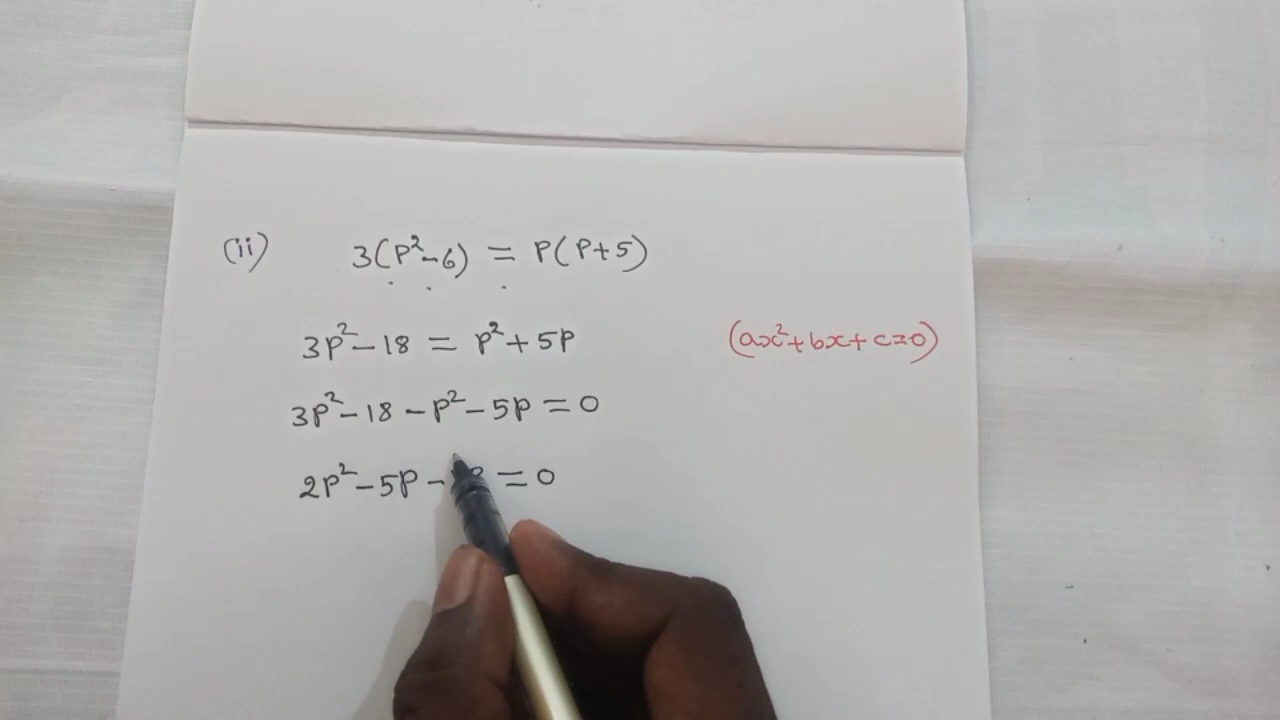 (ii) 3(p²-6) = p(p+5)
3p²-18 = p²+5p
(ax²+bx+c=0)
3p²-18-p²-5p=0
2p²-5p- =0